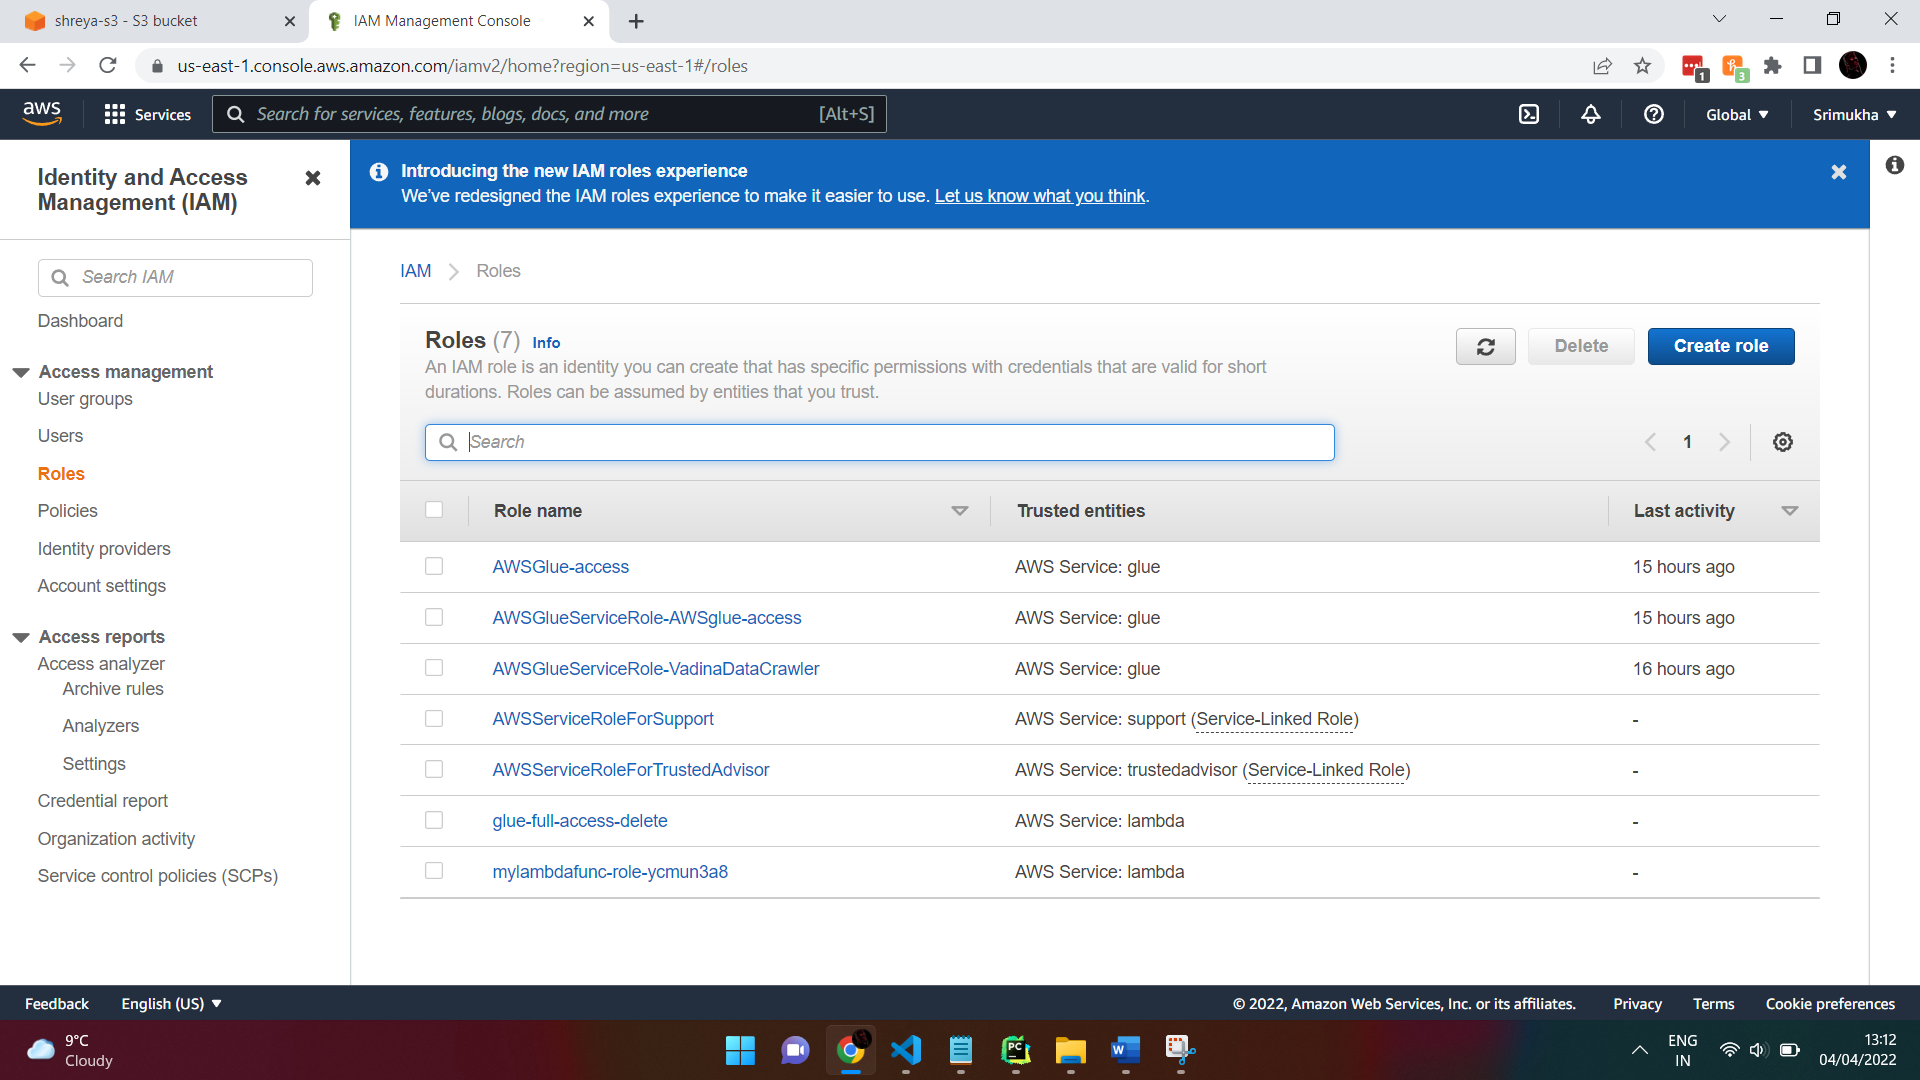 shreya-s3 - S3 bucket
IAM Management Console
us-east-1.console.aws.amazon.com/iamv2/home?region=us-east-1#/roles
1
3
aws
Services
Search for services, features, blogs, docs, and more
[Alt+S]
Global
Srimukha
Identity and Access
Management (IAM)
Search IAM
Dashboard
Access management
User groups
Users
Roles
Policies
Identity providers
Account settings
Access reports
Access analyzer
Archive rules
Analyzers
Settings
Credential report
Organization activity
Service control policies (SCPs)
Introducing the new IAM roles experience
We've redesigned the IAM roles experience to make it easier to use. Let us know what you think.
IAM
Roles
Roles (7) Info
An IAM role is an identity you can create that has specific permissions with credentials that are valid for short
durations. Roles can be assumed by entities that you trust.
Delete
Create role
Search
1
Role name
Trusted entities
Last activity
AWSGlue-access
AWS Service: glue
15 hours ago
AWSGlueServiceRole-AWSglue-access
AWS Service: glue
15 hours ago
AWSGlueServiceRole-VadinaDataCrawler
AWS Service: glue
16 hours ago
AWSServiceRoleForSupport
AWS Service: support (Service-Linked Role)
-
AWSServiceRoleForTrustedAdvisor
AWS Service: trustedadvisor (Service-Linked Role)
-
glue-full-access-delete
AWS Service: lambda
-
mylambdafunc-role-ycmun3a8
AWS Service: lambda
-
Feedback
English (US)
© 2022, Amazon Web Services, Inc. or its affiliates.
Privacy
Terms
Cookie preferences
9°C
Cloudy
PC
W
ENG
IN
13:12
04/04/2022